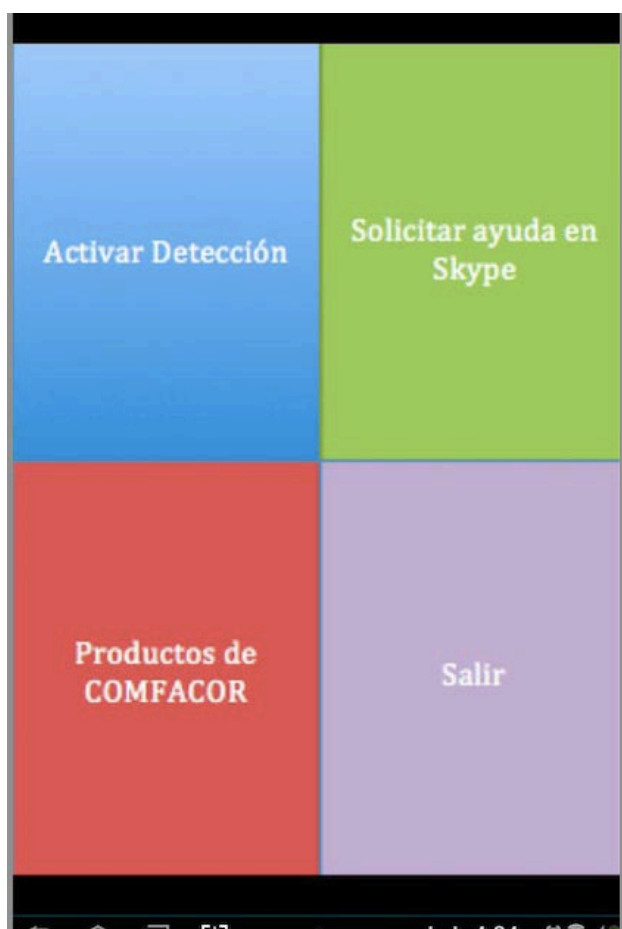 Activar Detección
Solicitar ayuda en
Skype
Productos de
COMFACOR
Salir